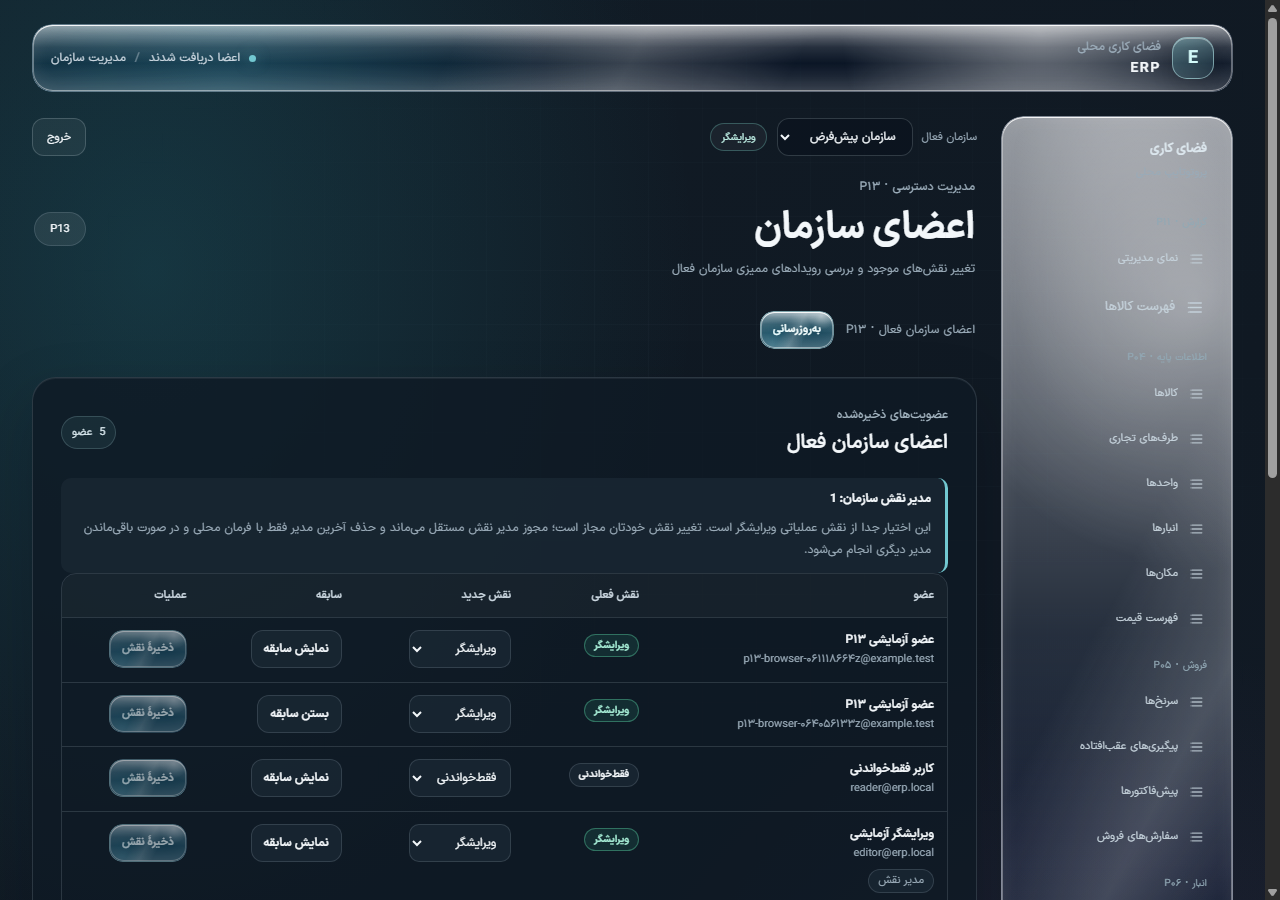 E
فضای کاری محلی
ERP
اعضا دریافت شدند / مدیریت سازمان
سازمان فعال
سازمان پیش‌فرض
ویرایشگر
خروج
مدیریت دسترسی · P۱۳
اعضای سازمان
P13
تغییر نقش‌های موجود و بررسی رویدادهای ممیزی سازمان فعال
اعضای سازمان فعال · P۱۳
به‌روزرسانی
فضای کاری
نمای مدیریتی
فهرست کالاها
اطلاعات پایه · P۰۴
کالاها
طرف‌های تجاری
واحدها
انبارها
مکان‌ها
فهرست قیمت
فروش · P۰۵
سرنخ‌ها
پیگیری‌های عقب‌افتاده
پیش‌فاکتورها
سفارش‌های فروش
انبار · P۰۶
عضویت‌های ذخیره‌شده
اعضای سازمان فعال
5 عضو
مدیر نقش سازمان: 1
این اختیار جدا از نقش عملیاتی ویرایشگر است. تغییر نقش خودتان مجاز است؛ مجوز مدیر نقش مستقل می‌ماند و حذف آخرین مدیر فقط با فرمان محلی و در صورت باقی‌ماندن
مدیر دیگری انجام می‌شود.
عضو نقش فعلی نقش جدید سابقه عملیات
عضو آزمایشی P۱۳
p۱۳-browser-۰۶۱۱۱۸۶۶۴z@example.test
ویرایشگر ویرایشگر نمایش سابقه ذخیرهٔ نقش
عضو آزمایشی P۱۳
p۱۳-browser-۰۶۴۰۵۶۱۳۳z@example.test
ویرایشگر ویرایشگر بستن سابقه ذخیرهٔ نقش
کاربر فقط‌خواندنی
reader@erp.local
فقط‌خواندنی فقط‌خواندنی نمایش سابقه ذخیرهٔ نقش
ویرایشگر آزمایشی
editor@erp.local
مدیر نقش
ویرایشگر ویرایشگر نمایش سابقه ذخیرهٔ نقش